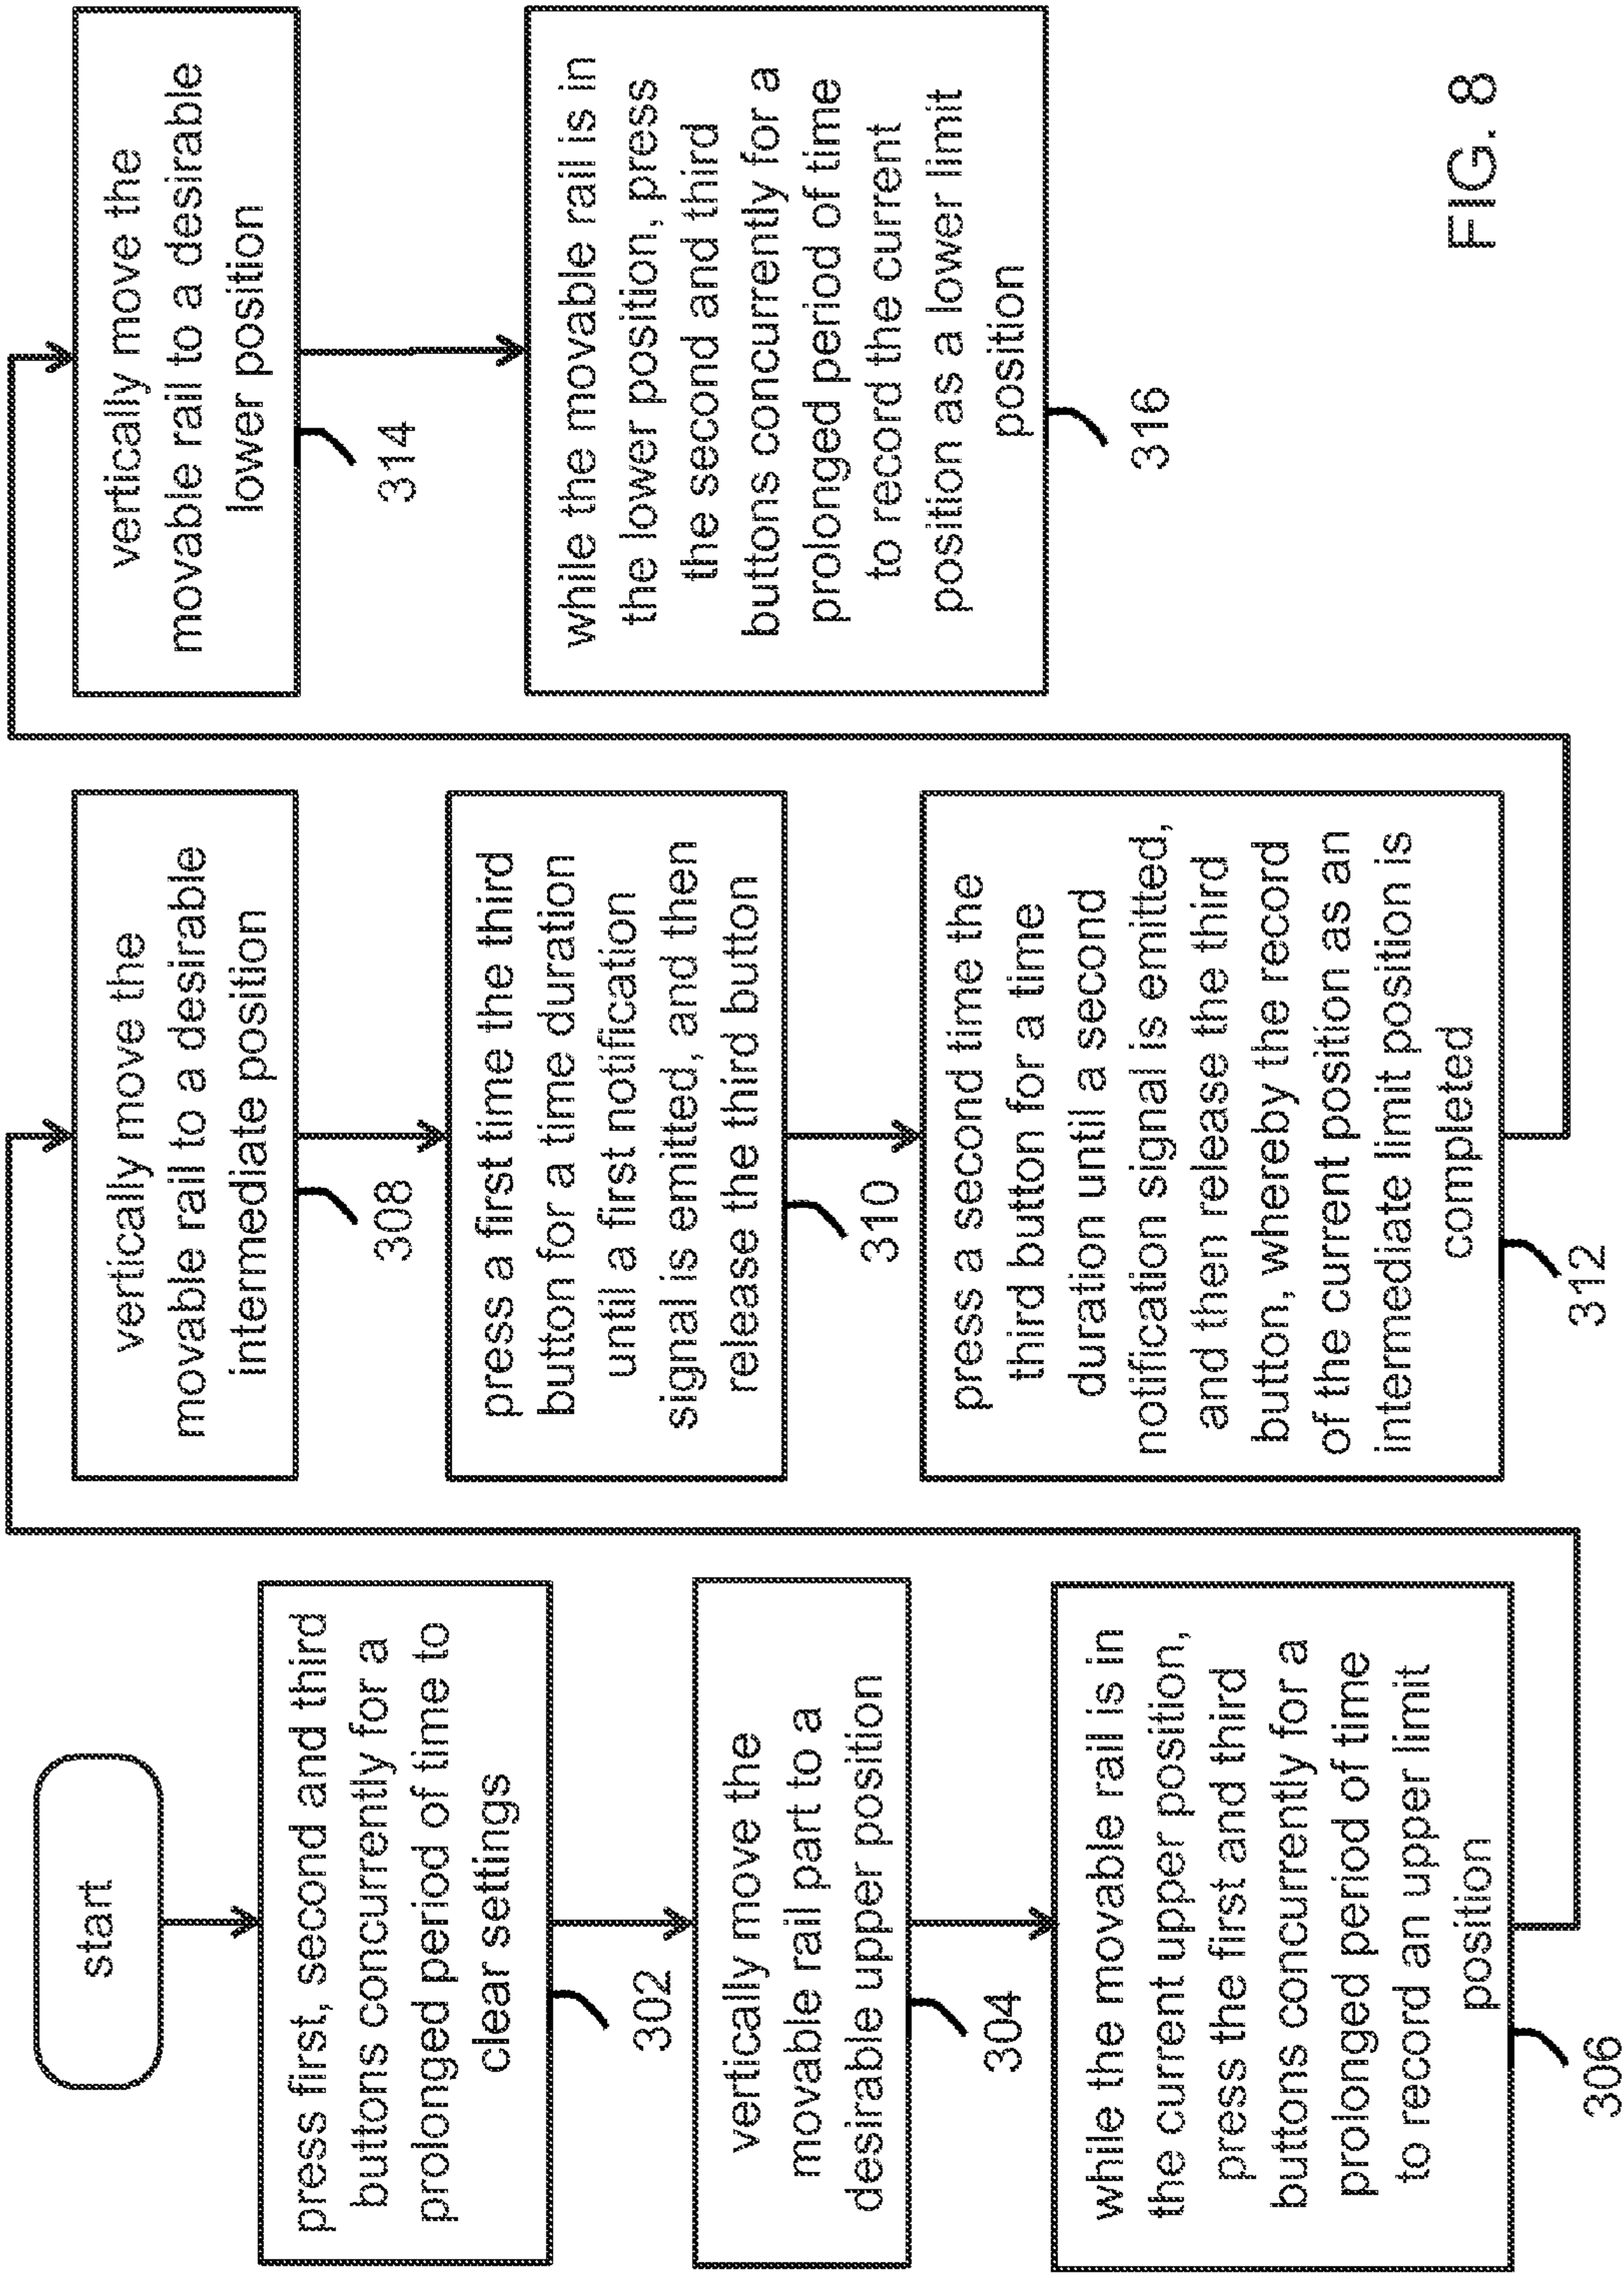 start
press first, second and third
buttons concurrently for a
prolonged period of time to
clear settings
302
vertically move the
movable rail part to a
desirable upper position
304
while the movable rail is in
the current upper position,
press the first and third
buttons concurrently for a
prolonged period of time
to record an upper limit
position
306
vertically move the
movable rail to a desirable
intermediate position
308
press a first time the third
button for a time duration
until a first notification
signal is emitted, and then
release the third button
310
press a second time the
third button for a time
duration until a second
notification signal is emitted,
and then release the third
button, whereby the record
of the current position as an
intermediate limit position is
completed
312
vertically move the
movable rail to a desirable
lower position
314
while the movable rail is in
the lower position, press
the second and third
buttons concurrently for a
prolonged period of time
to record the current
position as a lower limit
position
316
FIG. 8